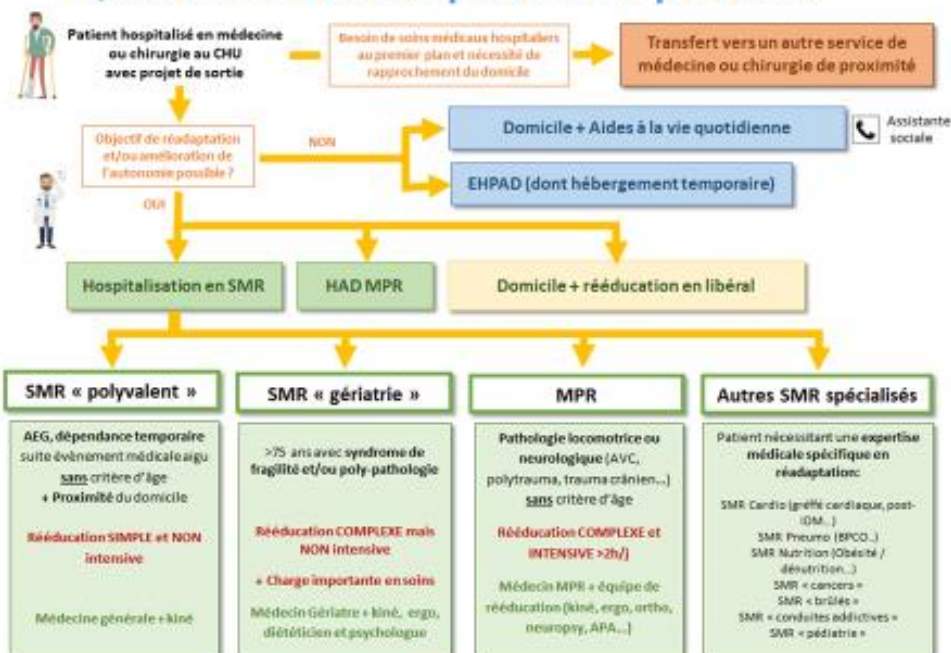 Patient hospitalisé en médecine
ou chirurgie au CHU
avec projet de sortie
Besoin de soins médicaux hospitaliers
au premier plan et nécessité de
rapprochement du domicile
Transfert vers un autre service de
médecine ou chirurgie de proximité
Objectif de réadaptation
et/ou amélioration de
l'autonomie possible ?
NON
Domicile + Aides à la vie quotidienne
Assistante
sociale
EHPAD (dont hébergement temporaire)
OUI
Hospitalisation en SMR
HAD MPR
Domicile + rééducation en libéral
SMR « polyvalent »
AEG, dépendance temporaire
suite évènement médicale aigu
sans critère d'âge
+ Proximité du domicile
Rééducation SIMPLE et NON
intensive
Médecine générale + kiné
SMR « gériatrie »
>75 ans avec syndrome de
fragilité et/ou poly-pathologie
Rééducation COMPLEXE mais
NON intensive
+ Charge importante en soins
Médecin Gériatre + kiné, ergo,
diététicien et psychologue
MPR
Pathologie locomotrice ou
neurologique (AVC,
polytrauma, trauma crânien...)
sans critère d'âge
Rééducation COMPLEXE et
INTENSIVE >2h/j
Médecin MPR + équipe de
rééducation (kiné, ergo, ortho,
neuropsy, APA...)
Autres SMR spécialisés
Patient nécessitant une expertise
médicale spécifique en
réadaptation:
SMR Cardio (greffé cardiaque, post-
IDM...)
SMR Pneumo (BPCO..)
SMR Nutrition (Obésité /
dénutrition...)
SMR « cancers »
SMR « brûlés »
SMR « conduites addictives »
SMR « pédiatrie »